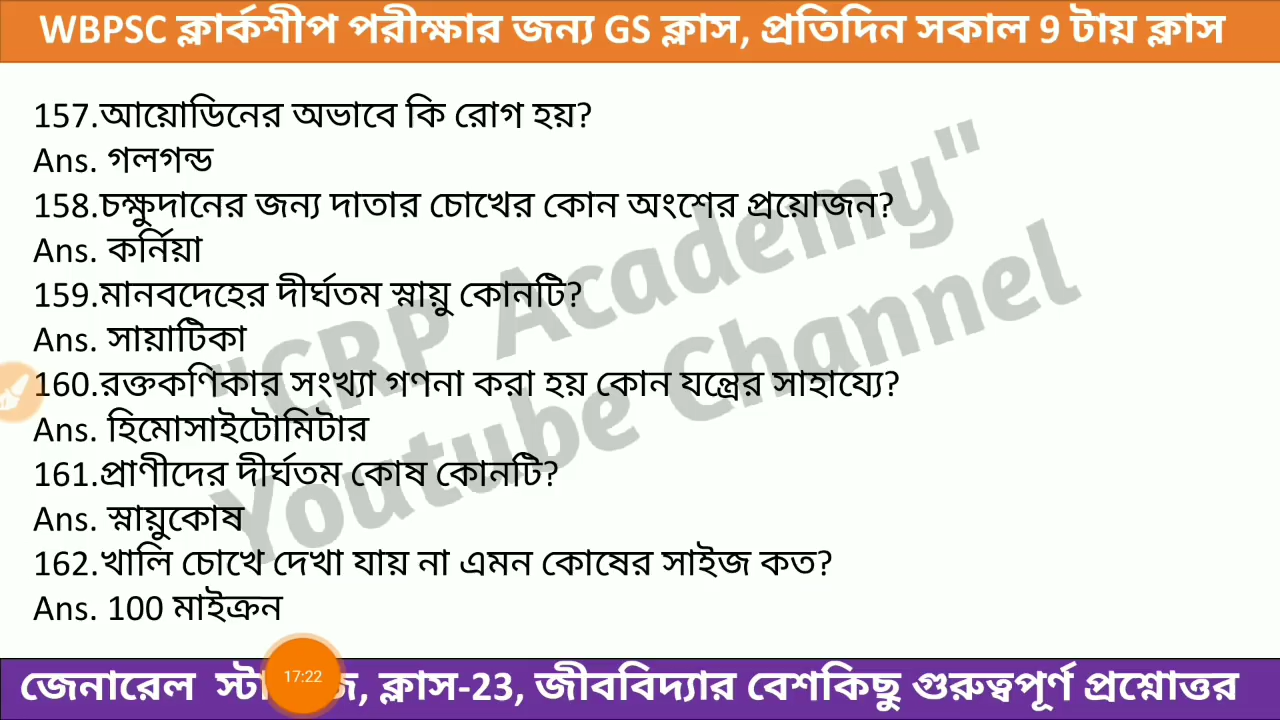 WBPSC ক্লার্কশীপ পরীক্ষার জন্য GS ক্লাস, প্রতিদিন সকাল 9 টায় ক্লাস
157.আয়োডিনের অভাবে কি রোগ হয়?
Ans. গলগন্ড
158.চক্ষুদানের জন্য দাতার চোখের কোন অংশের প্রয়োজন?
Ans. কর্নিয়া
159.মানবদেহের দীর্ঘতম স্নায়ু কোনটি?
Ans. সায়াটিকা
160.রক্তকণিকার সংখ্যা গণনা করা হয় কোন যন্ত্রের সাহায্যে?
Ans. হিমোসাইটোমিটার
161.প্রাণীদের দীর্ঘতম কোষ কোনটি?
Ans. স্নায়ুকোষ
162.খালি চোখে দেখা যায় না এমন কোষের সাইজ কত?
Ans. 100 মাইক্রন
"CRP Academy"
Youtube Channel
17:22
জেনারেল ক্লাস-23, জীববিদ্যার বেশকিছু গুরুত্বপূর্ণ প্রশ্নোত্তর